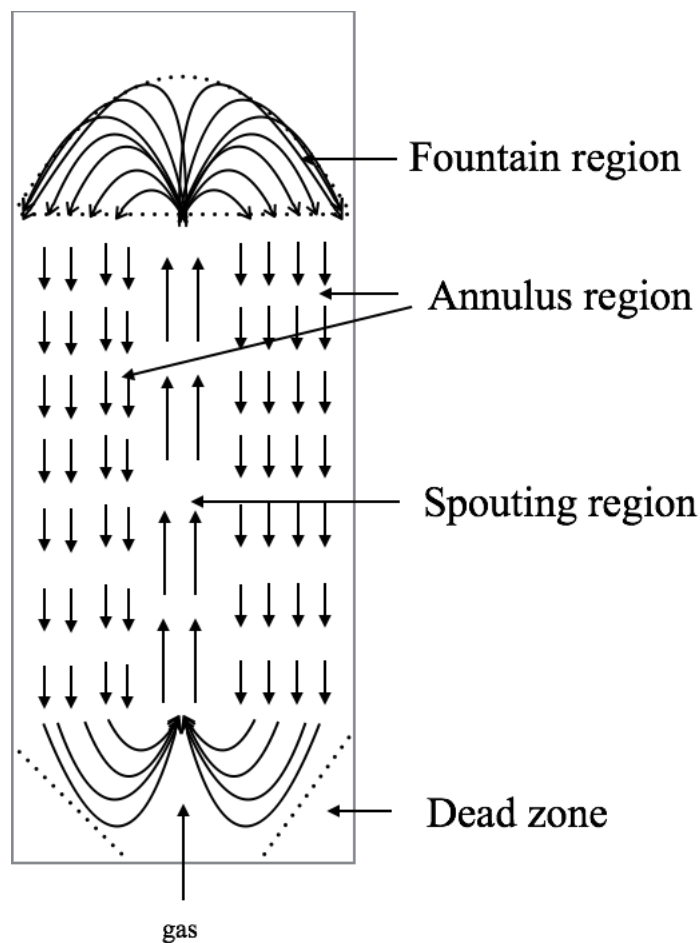 Fountain region
Annulus region
Spouting region
Dead zone
gas